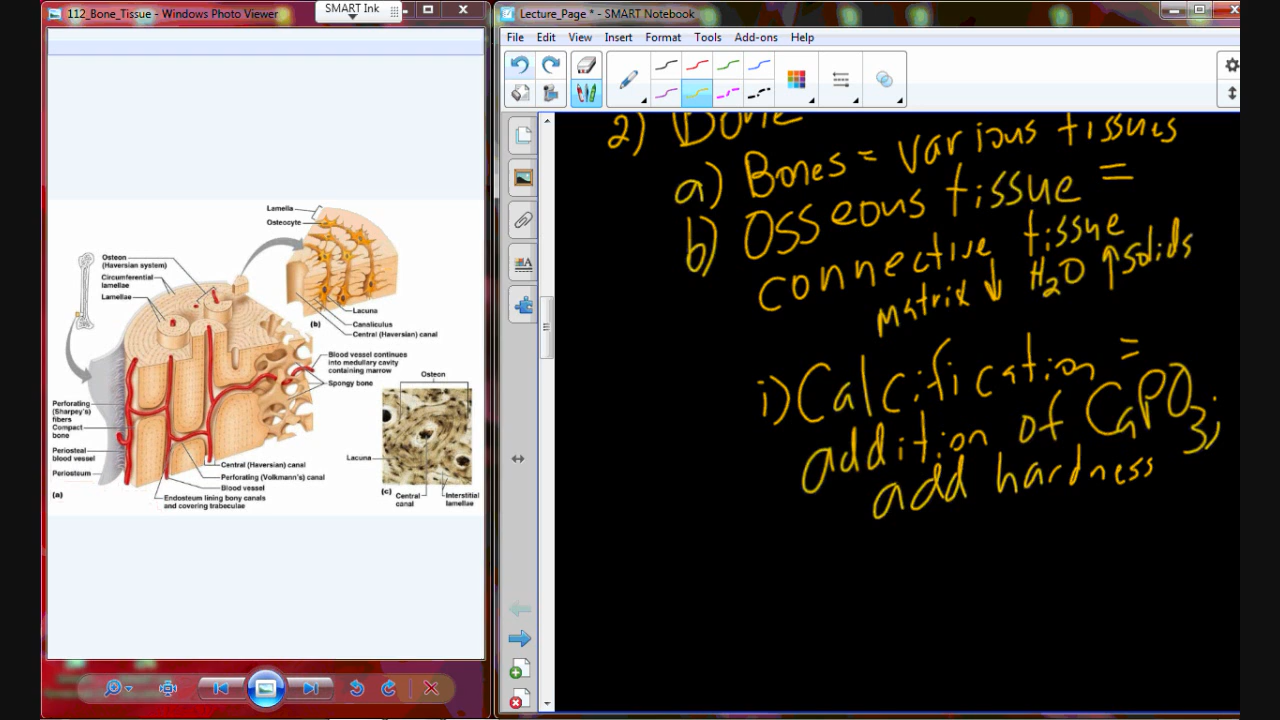 112_Bone_Tissue - Windows Photo Viewer
SMART Ink
Lamella
Osteocyte
Osteon
(Haversian system)
Circumferential
lamellae
Lamellae
Lacuna
Canaliculus
Central (Haversian) canal
(b)
Blood vessel continues
into medullary cavity
containing marrow
Spongy bone
Perforating
(Sharpey's)
fibers
Compact
bone
Periosteal
blood vessel
Periosteum
Central (Haversian) canal
Perforating (Volkmann's) canal
Blood vessel
Endosteum lining bony canals
and covering trabeculae
(a)
Osteon
Lacuna
(c)
Central
canal
Interstitial
lamellae
Lecture_Page * - SMART Notebook
File Edit View Insert Format Tools Add-ons Help
2) Bone
a) Bones = various tissues
b) Osseous tissue =
connective tissue
matrix ↓ H2O ↑ solids
i) Calcification =
addition of CaPO3;
add hardness